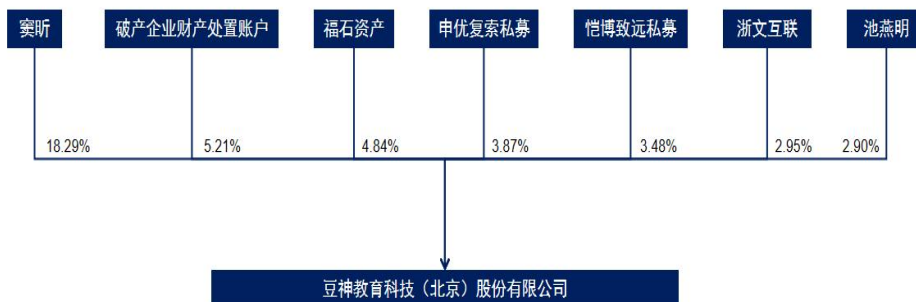 窦昕
破产企业财产处置账户
福石资产
申优复索私募
恺博致远私募
浙文互联
池燕明
18.29%
5.21%
4.84%
3.87%
3.48%
2.95%
2.90%
豆神教育科技（北京）股份有限公司